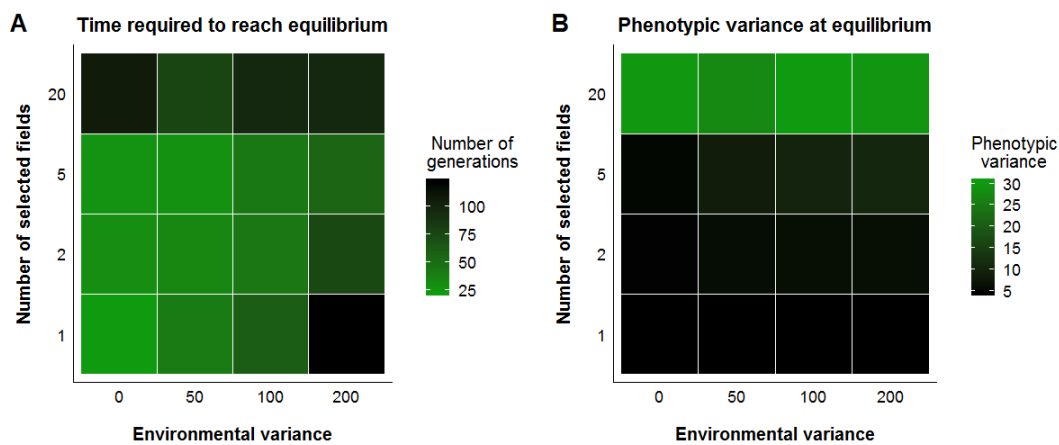 A
Time required to reach equilibrium
Number of selected fields
20
5
2
1
0 50 100 200
Environmental variance
Number of
generations
100
75
50
25
B
Phenotypic variance at equilibrium
Number of selected fields
20
5
2
1
0 50 100 200
Environmental variance
Phenotypic
variance
30
25
20
15
10
5